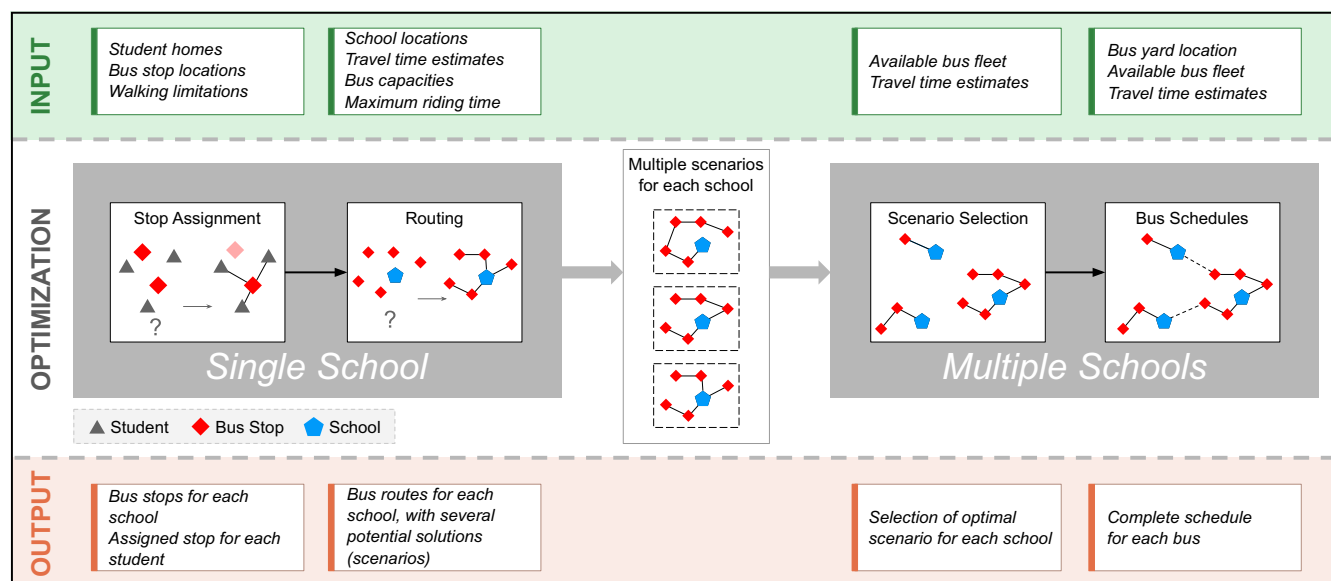 INPUT
Student homes
Bus stop locations
Walking limitations
School locations
Travel time estimates
Bus capacities
Maximum riding time
Available bus fleet
Travel time estimates
Bus yard location
Available bus fleet
Travel time estimates
OPTIMIZATION
Stop Assignment
?
Routing
?
Single School
Multiple scenarios
for each school
Scenario Selection
Bus Schedules
Multiple Schools
Student
Bus Stop
School
OUTPUT
Bus stops for each
school
Assigned stop for each
student
Bus routes for each
school, with several
potential solutions
(scenarios)
Selection of optimal
scenario for each school
Complete schedule
for each bus